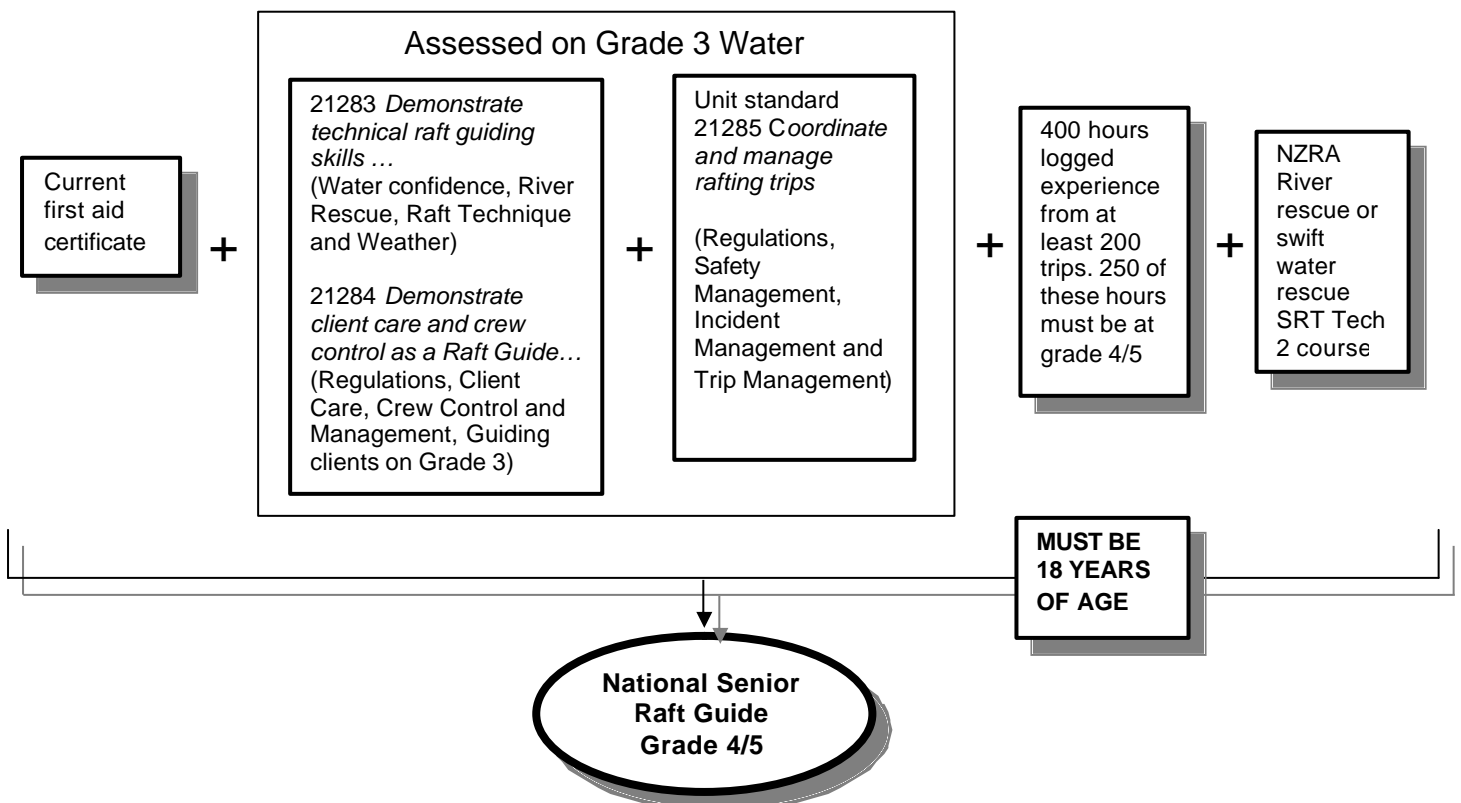 Assessed on Grade 3 Water
Current
first aid
certificate
+
21283 Demonstrate
technical raft guiding
skills …
(Water confidence, River
Rescue, Raft Technique
and Weather)
21284 Demonstrate
client care and crew
control as a Raft Guide…
(Regulations, Client
Care, Crew Control and
Management, Guiding
clients on Grade 3)
+
Unit standard
21285 Coordinate
and manage
rafting trips
(Regulations,
Safety
Management,
Incident
Management and
Trip Management)
+
400 hours
logged
experience
from at
least 200
trips. 250 of
these hours
must be at
grade 4/5
+
NZRA
River
rescue or
swift
water
rescue
SRT Tech
2 course
MUST BE
18 YEARS
OF AGE
National Senior
Raft Guide
Grade 4/5